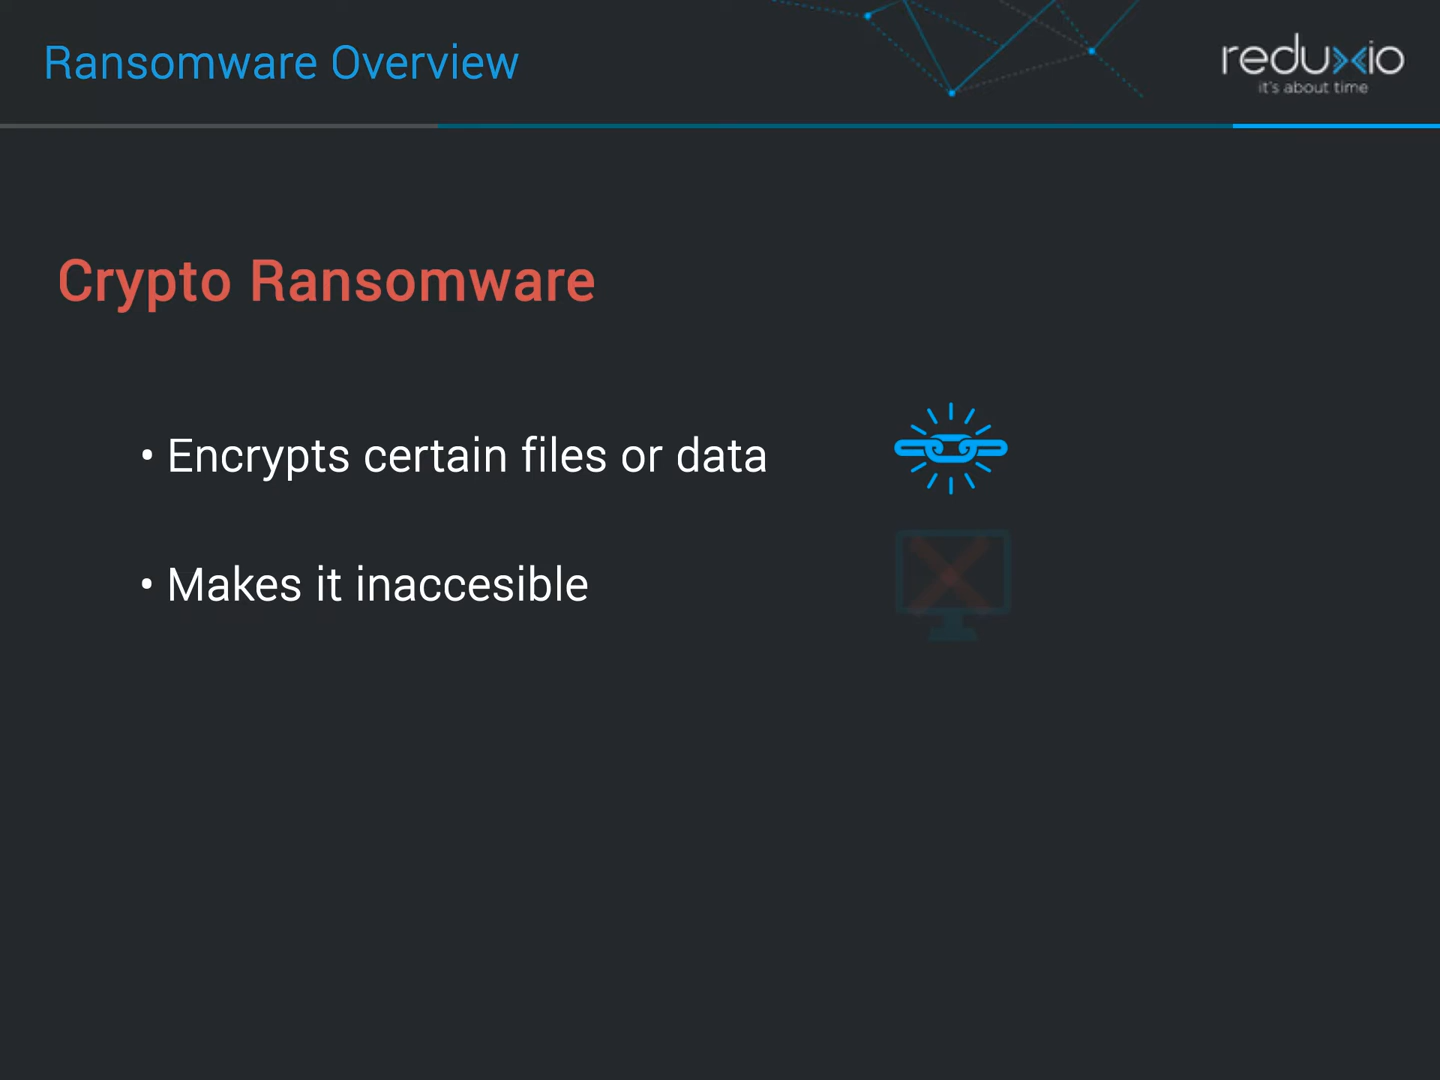 Ransomware Overview
reduxio
it's about time
Crypto Ransomware
• Encrypts certain files or data
• Makes it inaccesible